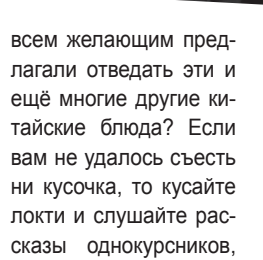 всем желающим пред-
лагали отведать эти и
ещё многие другие ки-
тайские блюда? Если
вам не удалось съесть
ни кусочка, то кусайте
локти и слушайте рас-
сказы однокурсников,